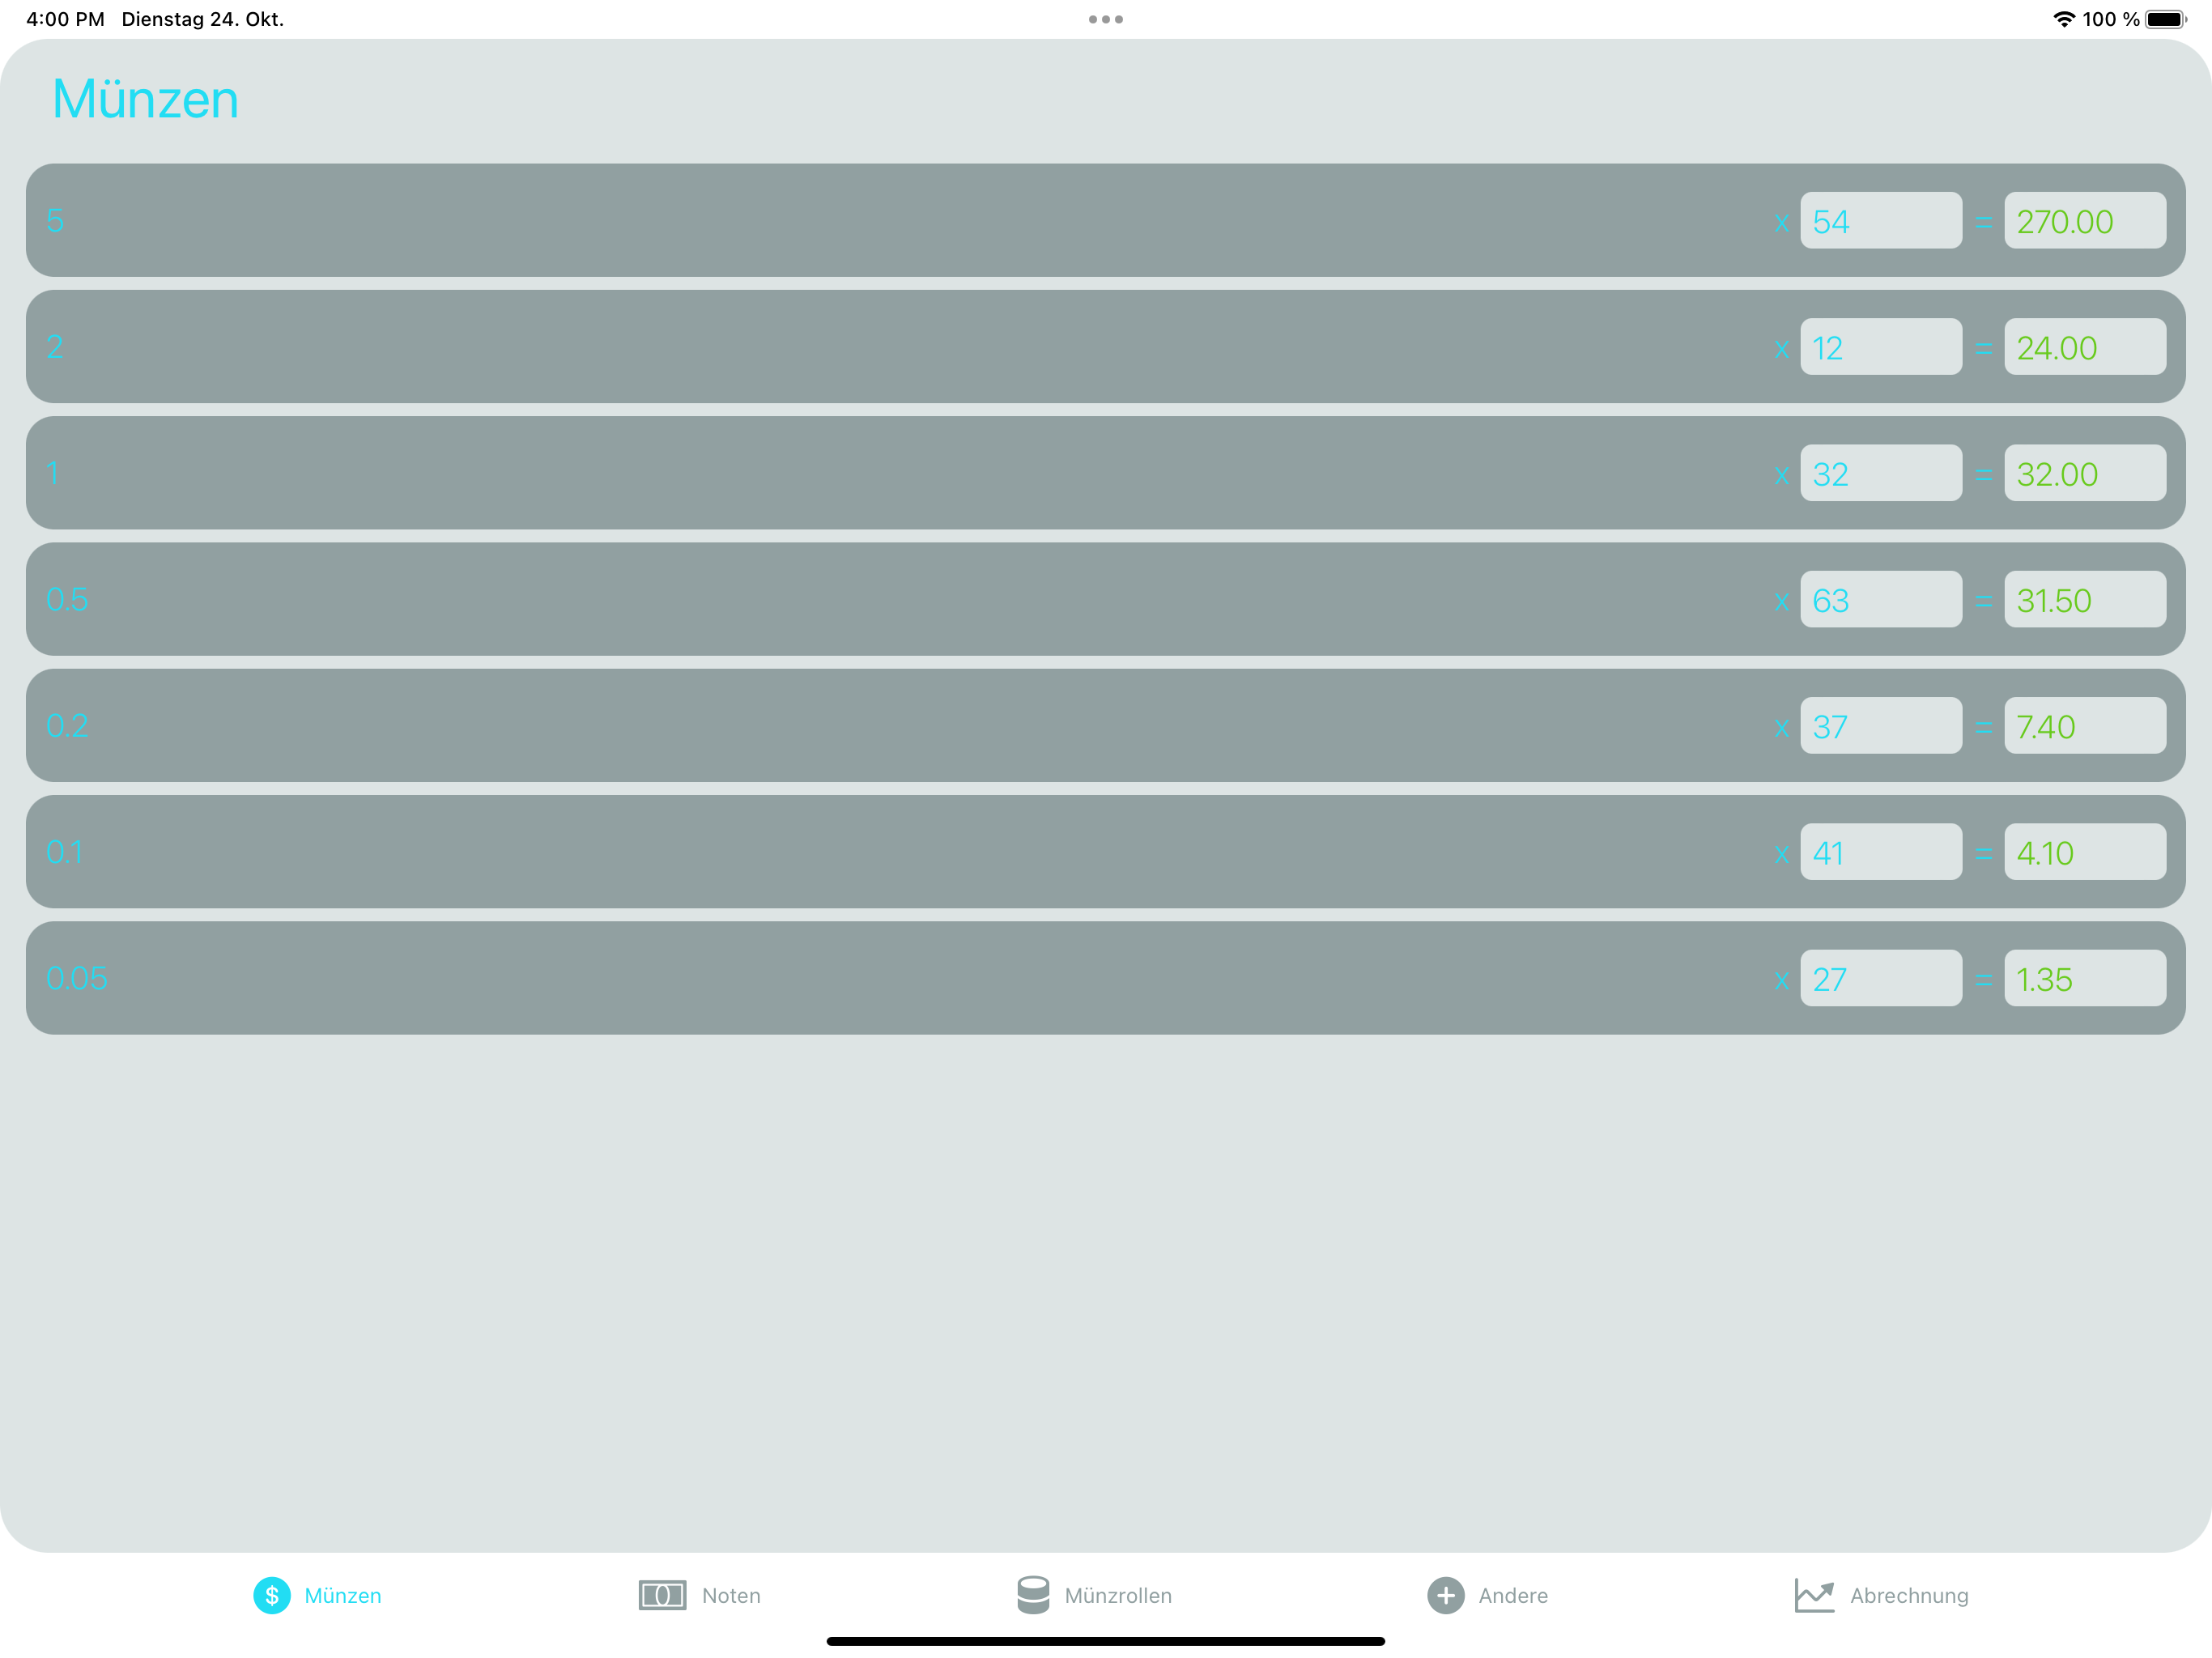 4:00 PM Dienstag 24. Okt. 100 %
Münzen
5 x 54 = 270.00
2 x 12 = 24.00
1 x 32 = 32.00
0.5 x 63 = 31.50
0.2 x 37 = 7.40
0.1 x 41 = 4.10
0.05 x 27 = 1.35
$ Münzen Noten Münzrollen Andere Abrechnung